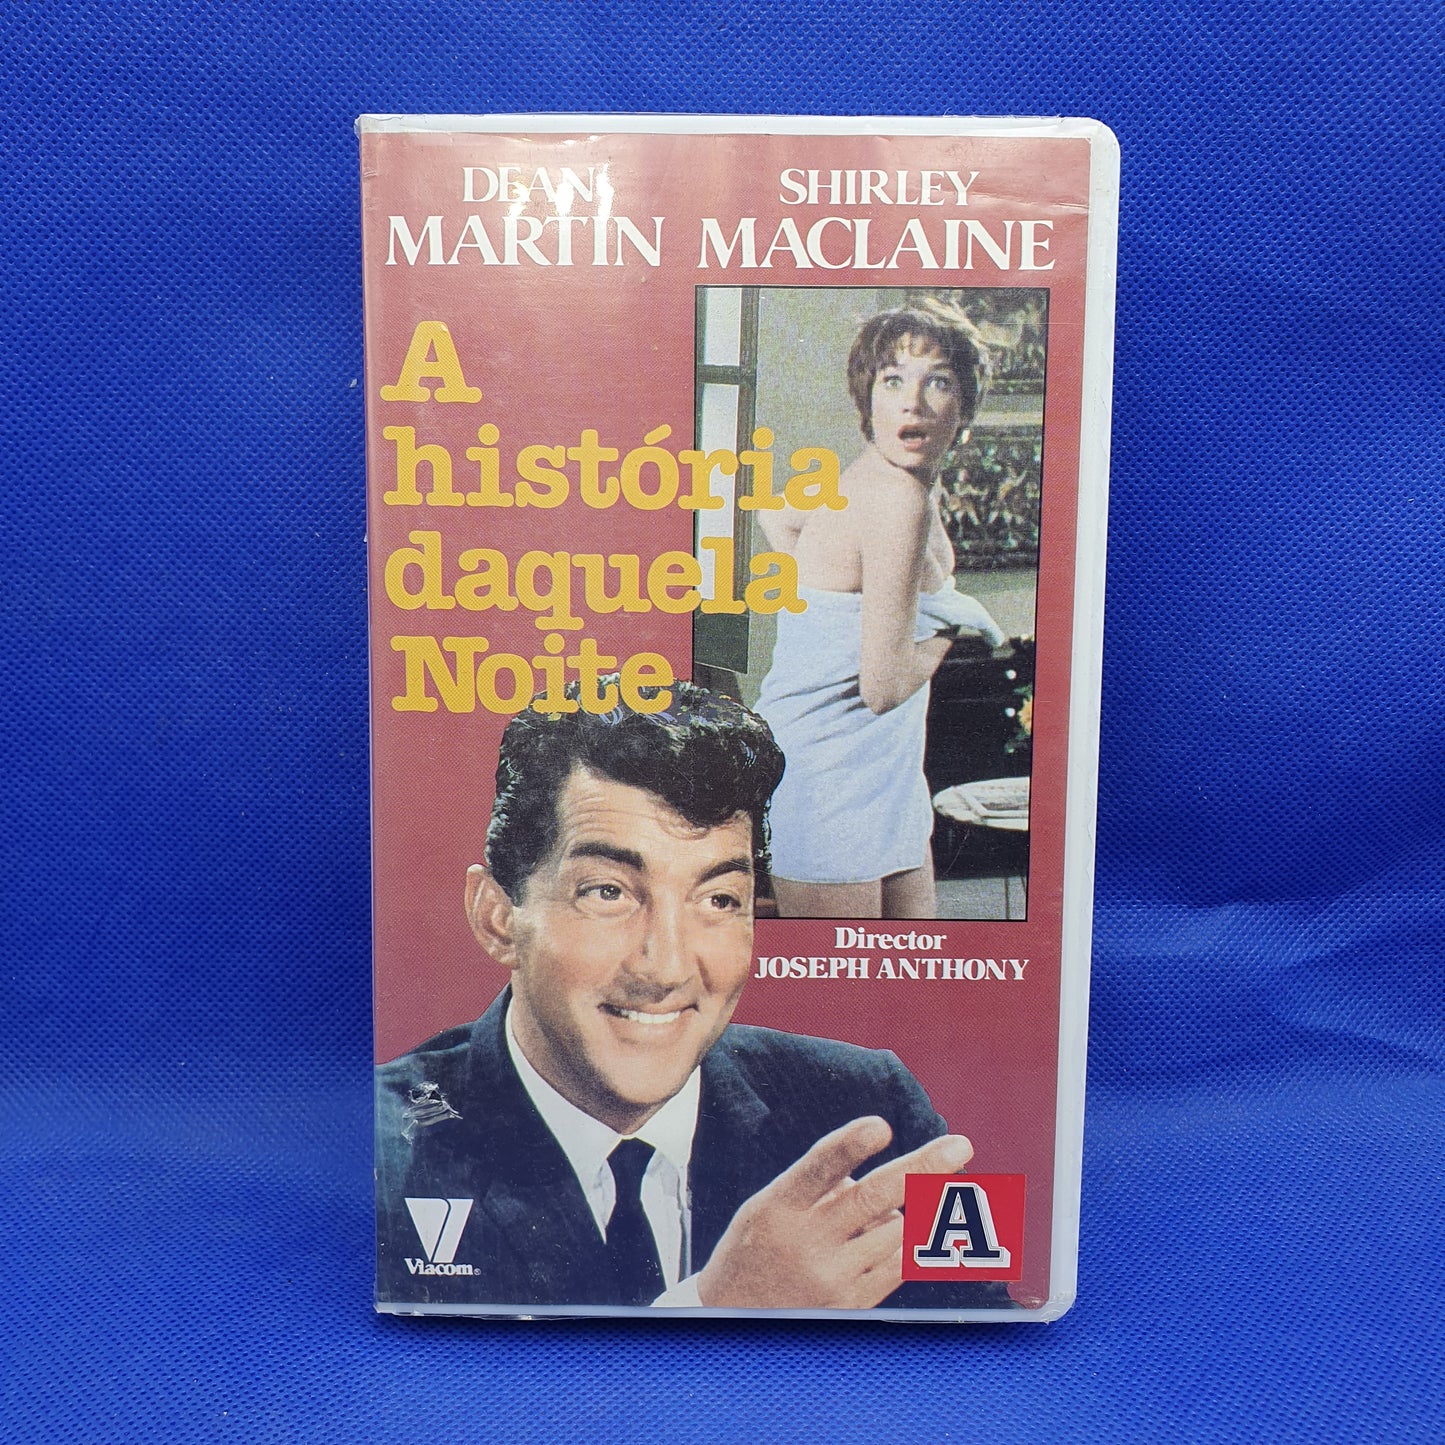 DEAN
MARTIN
SHIRLEY
MACLAINE
A
história
daquela
Noite
Director
JOSEPH ANTHONY
Viacom®
A